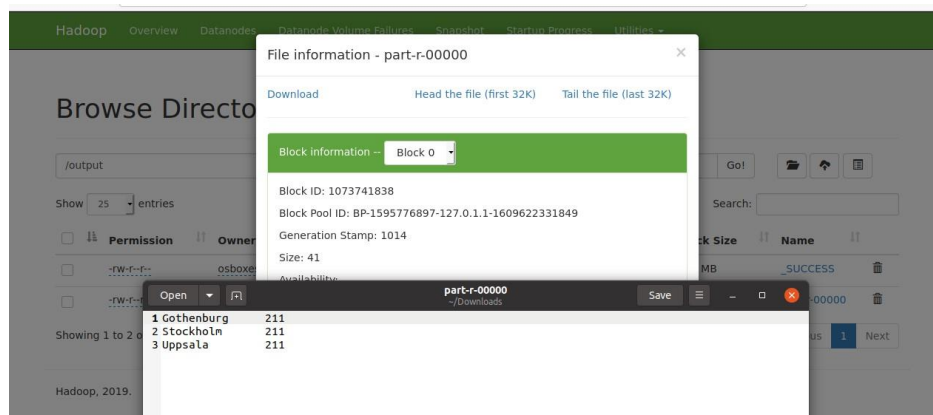 Hadoop Overview Datanodes Datanode Volume Failures Snapshot Startup Progress Utilities
File information - part-r-00000 ×
Download Head the file (first 32K) Tail the file (last 32K)
Browse Directo
Block information -- Block 0
/output Go!
Block ID: 1073741838
Block Pool ID: BP-1595776897-127.0.1.1-1609622331849
Show 25 entries Search:
Generation Stamp: 1014
Permission Owner ck Size Name
Size: 41
-rw-r--r-- osboxes MB _SUCCESS
Availability:
Open part-r-00000 Save
~/Downloads
-rw-r--r -00000
1 Gothenburg 211
2 Stockholm 211
3 Uppsala 211
Showing 1 to 2 o us 1 Next
Hadoop, 2019.